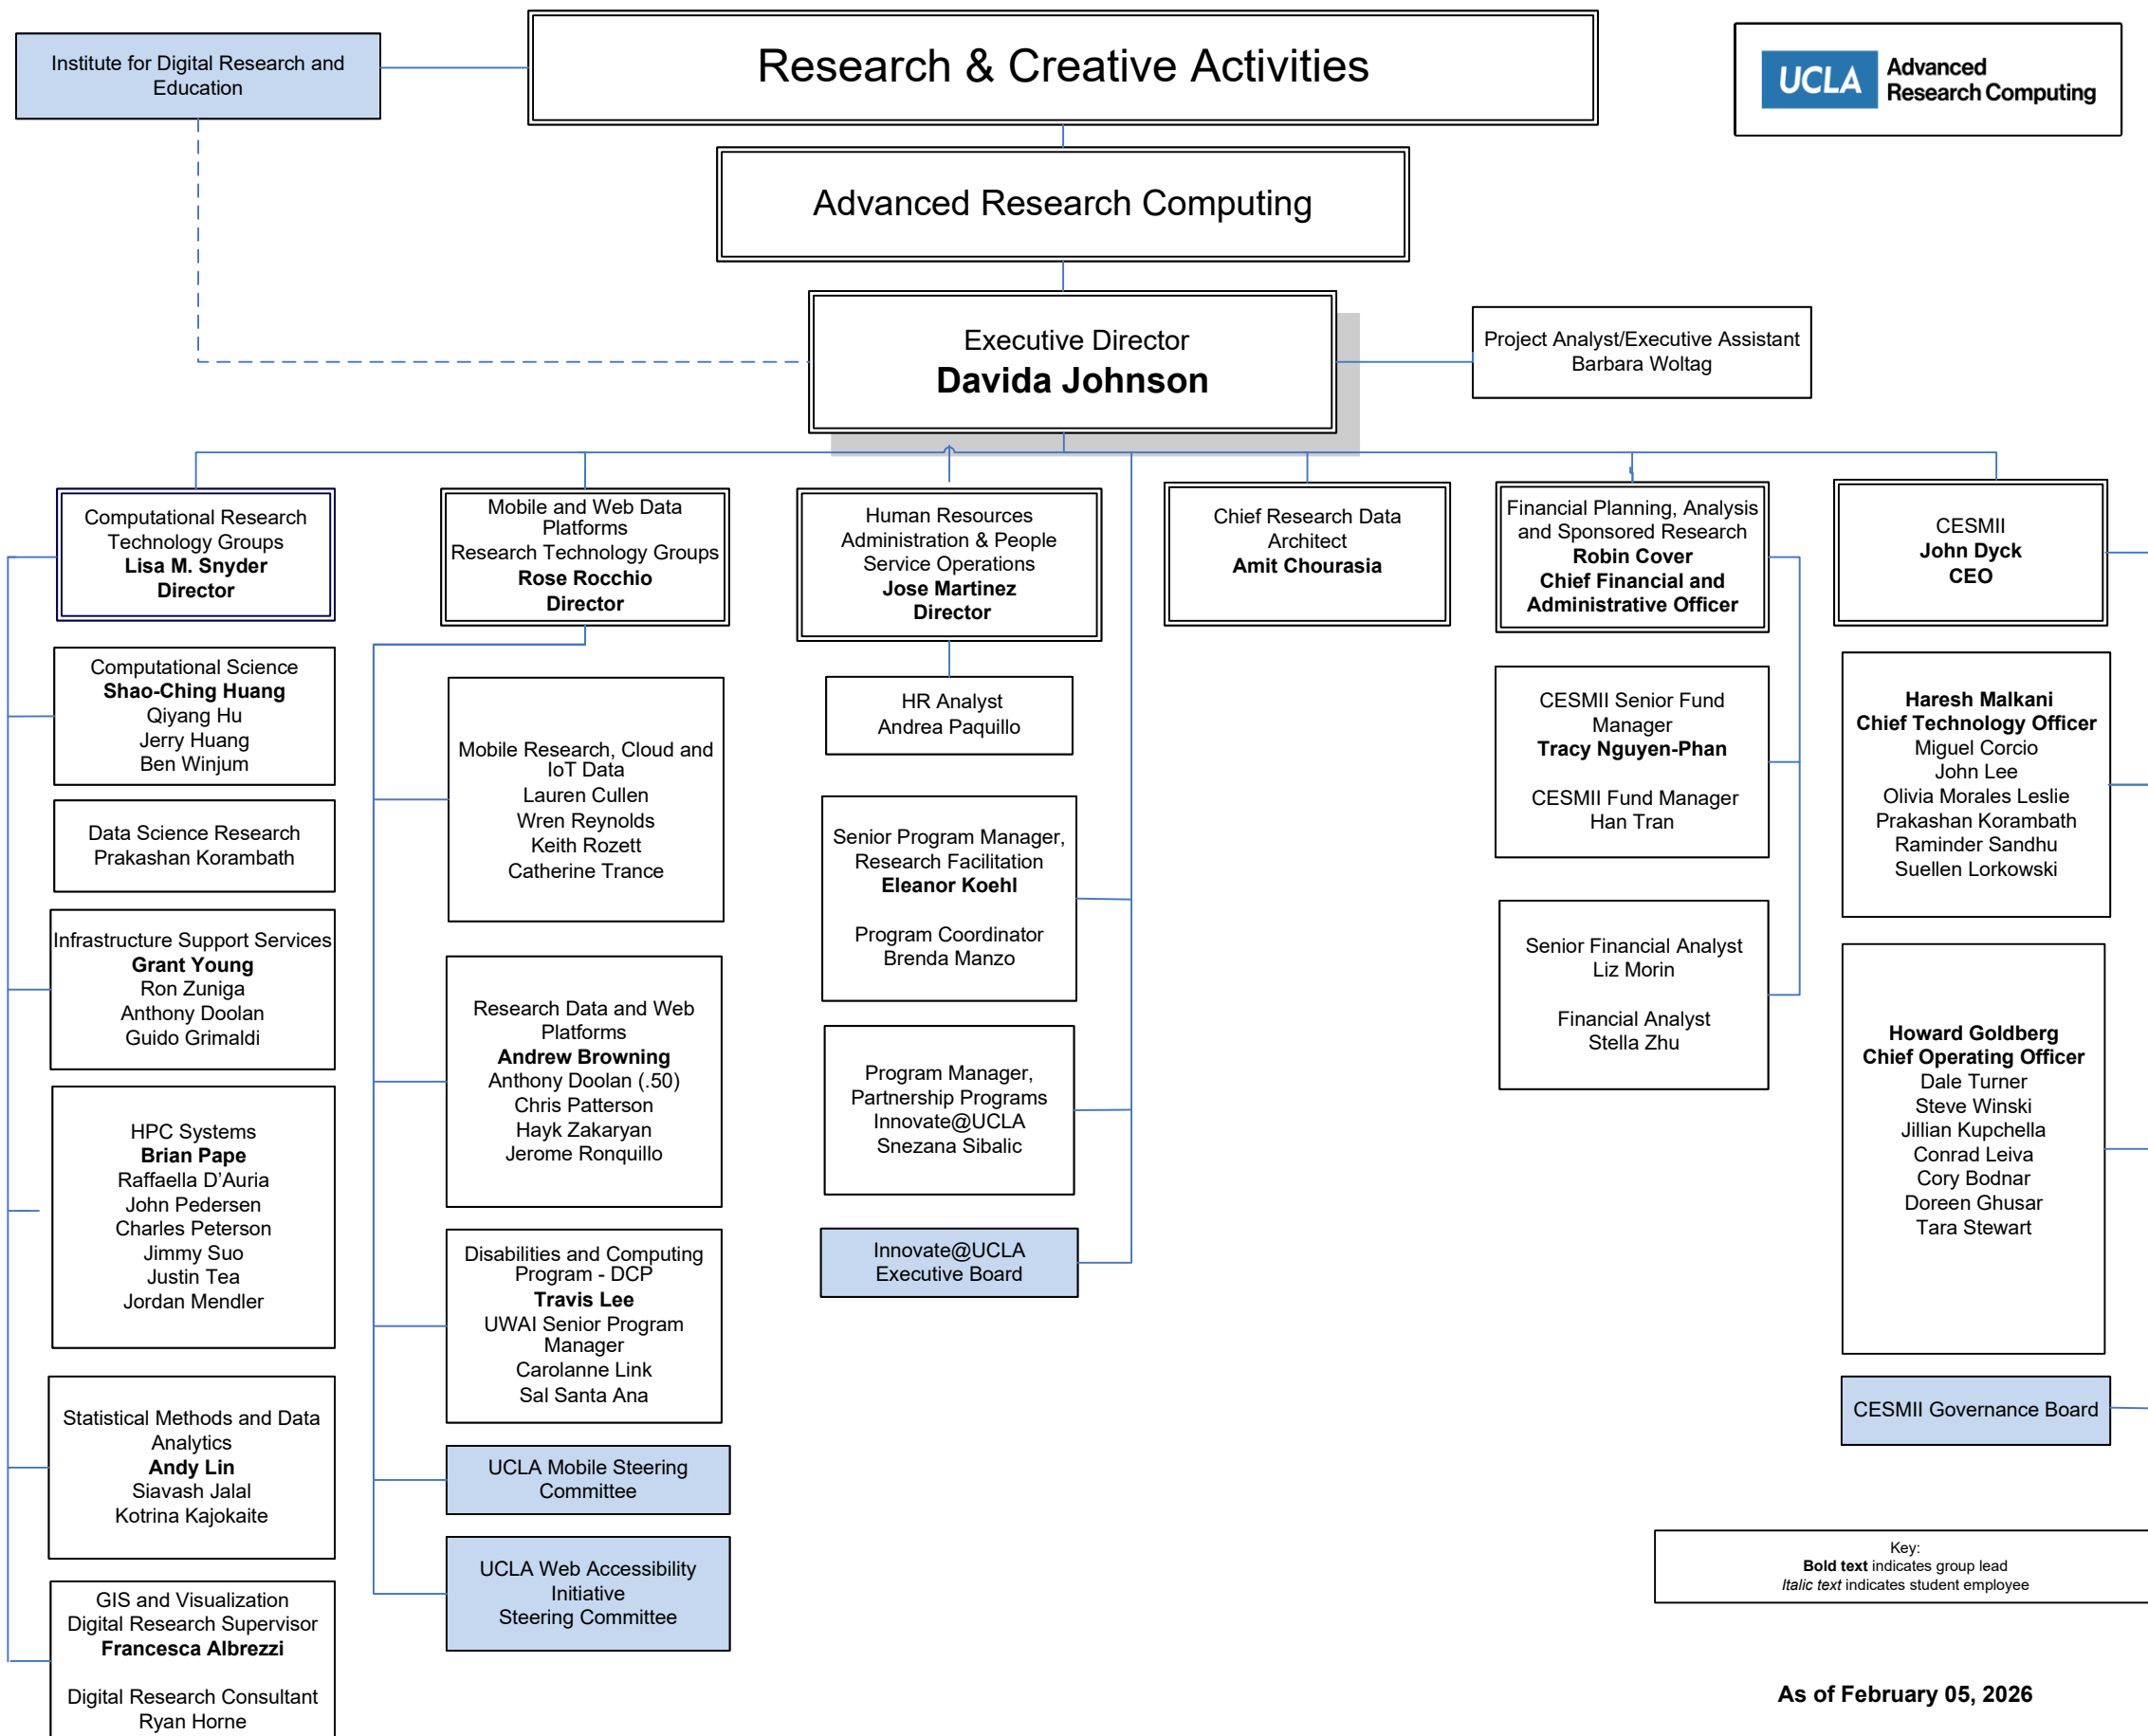 Institute for Digital Research and
Education
Research & Creative Activities
UCLA
Advanced
Research Computing
Advanced Research Computing
Executive Director
Davida Johnson
Project Analyst/Executive Assistant
Barbara Woltag
Computational Research
Technology Groups
Lisa M. Snyder
Director
Computational Science
Shao-Ching Huang
Qiyang Hu
Jerry Huang
Ben Winjum
Data Science Research
Prakashan Korambath
Infrastructure Support Services
Grant Young
Ron Zuniga
Anthony Doolan
Guido Grimaldi
HPC Systems
Brian Pape
Raffaella D’Auria
John Pedersen
Charles Peterson
Jimmy Suo
Justin Tea
Jordan Mendler
Statistical Methods and Data
Analytics
Andy Lin
Siavash Jalal
Kotrina Kajokaite
GIS and Visualization
Digital Research Supervisor
Francesca Albrezzi
Digital Research Consultant
Ryan Horne
Mobile and Web Data
Platforms
Research Technology Groups
Rose Rocchio
Director
Mobile Research, Cloud and
IoT Data
Lauren Cullen
Wren Reynolds
Keith Rozett
Catherine Trance
Research Data and Web
Platforms
Andrew Browning
Anthony Doolan (.50)
Chris Patterson
Hayk Zakaryan
Jerome Ronquillo
Disabilities and Computing
Program - DCP
Travis Lee
UWAI Senior Program
Manager
Carolanne Link
Sal Santa Ana
UCLA Mobile Steering
Committee
UCLA Web Accessibility
Initiative
Steering Committee
Human Resources
Administration & People
Service Operations
Jose Martinez
Director
HR Analyst
Andrea Paquillo
Senior Program Manager,
Research Facilitation
Eleanor Koehl
Program Coordinator
Brenda Manzo
Program Manager,
Partnership Programs
Innovate@UCLA
Snezana Sibalic
Innovate@UCLA
Executive Board
Chief Research Data
Architect
Amit Chourasia
Financial Planning, Analysis
and Sponsored Research
Robin Cover
Chief Financial and
Administrative Officer
CESMII Senior Fund
Manager
Tracy Nguyen-Phan
CESMII Fund Manager
Han Tran
Senior Financial Analyst
Liz Morin
Financial Analyst
Stella Zhu
CESMII
John Dyck
CEO
Haresh Malkani
Chief Technology Officer
Miguel Corcio
John Lee
Olivia Morales Leslie
Prakashan Korambath
Raminder Sandhu
Suellen Lorkowski
Howard Goldberg
Chief Operating Officer
Dale Turner
Steve Winski
Jillian Kupchella
Conrad Leiva
Cory Bodnar
Doreen Ghusar
Tara Stewart
CESMII Governance Board
Key:
Bold text indicates group lead
Italic text indicates student employee
As of February 05, 2026